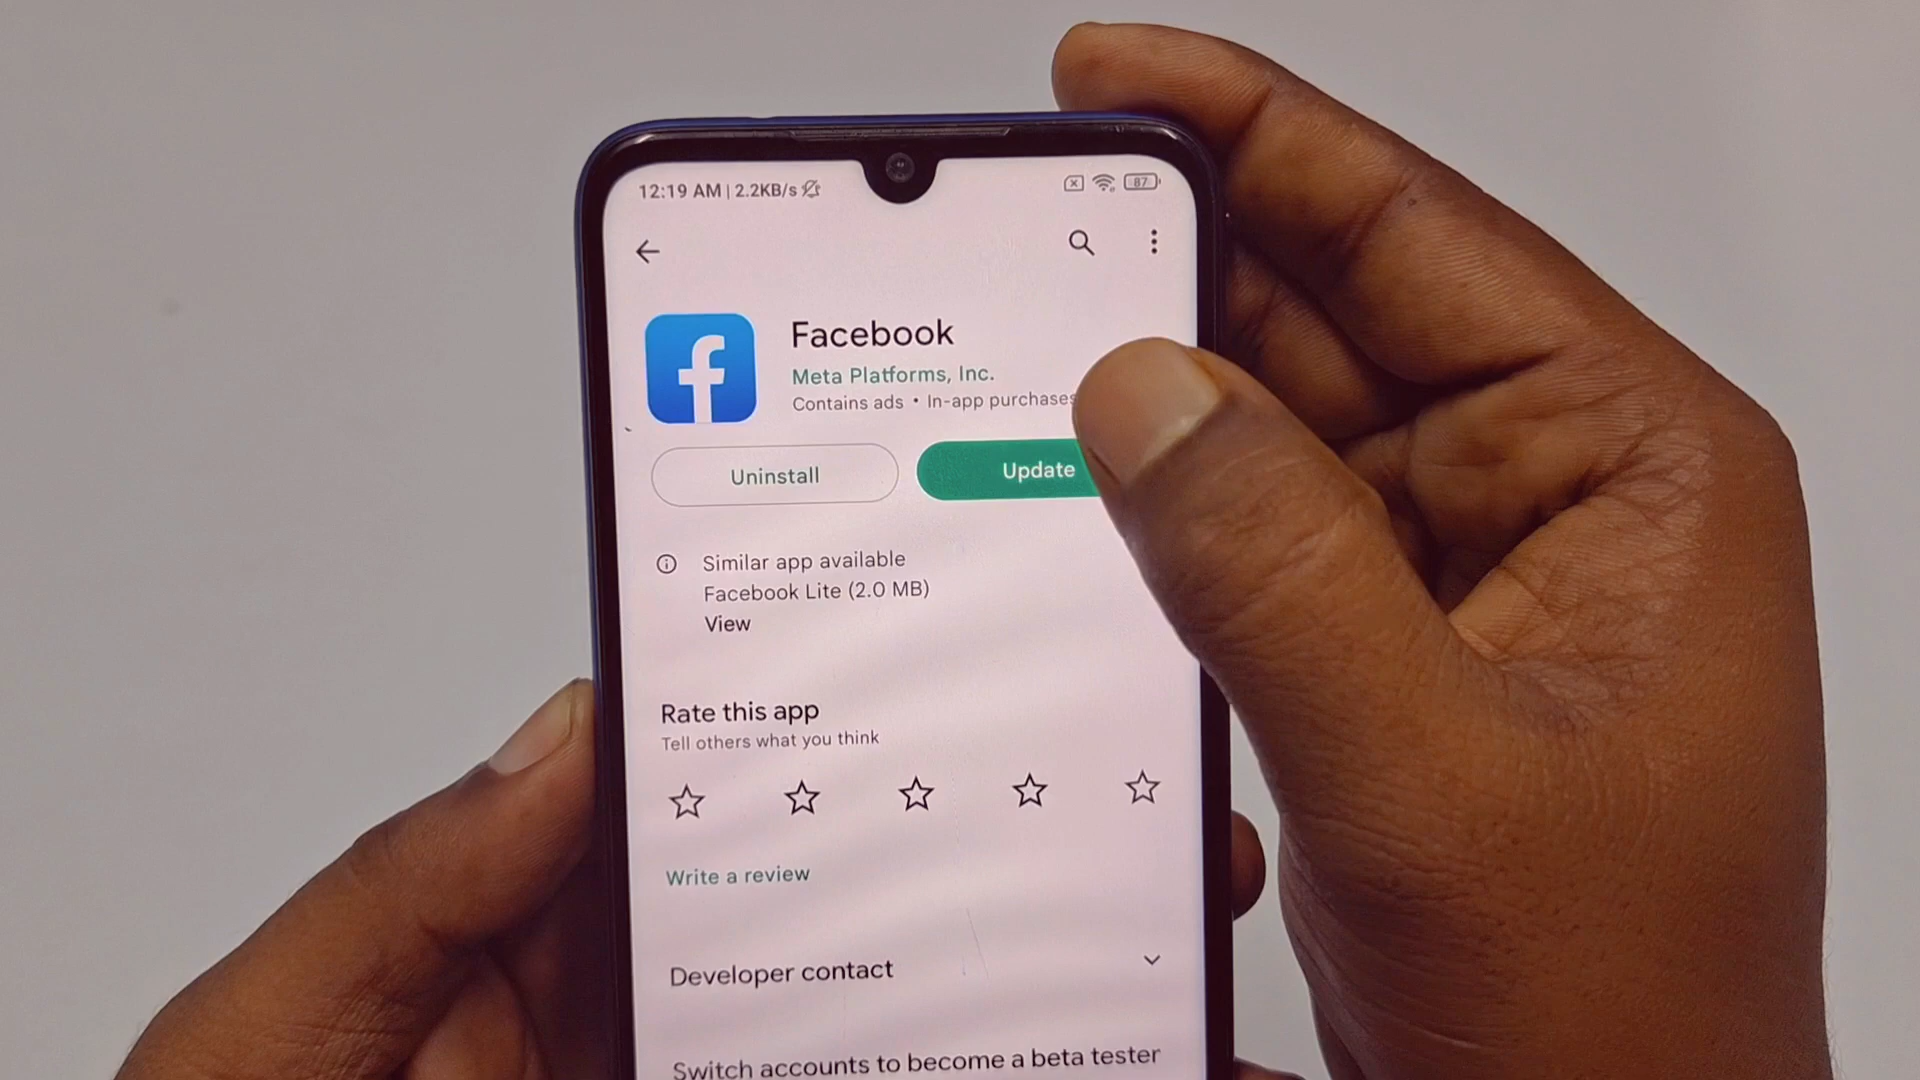 12:19 AM | 2.2KB/s
87
Facebook
Meta Platforms, Inc.
Contains ads • In-app purchases
Uninstall
Update
Similar app available
Facebook Lite (2.0 MB)
View
Rate this app
Tell others what you think
Write a review
Developer contact
Switch accounts to become a beta tester